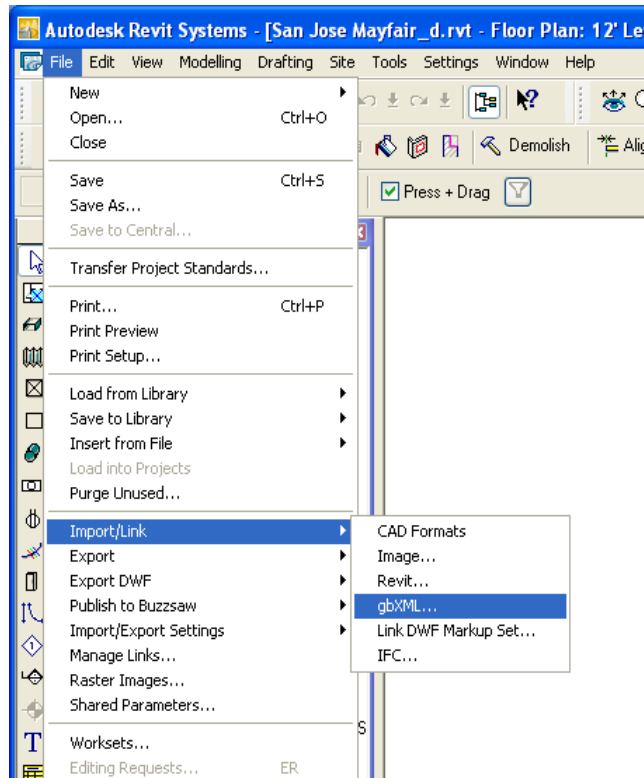 Autodesk Revit Systems - [San Jose Mayfair_d.rvt - Floor Plan: 12' Le
File Edit View Modelling Drafting Site Tools Settings Window Help
New
Open... Ctrl+O
Close
Demolish Alig
Save Ctrl+S
Press + Drag
Save As...
Save to Central...
Transfer Project Standards...
Print... Ctrl+P
Print Preview
Print Setup...
Load from Library
Save to Library
Insert from File
Load into Projects
Purge Unused...
Import/Link
CAD Formats
Export
Image...
Export DWF
Revit...
Publish to Buzzsaw
gbXML...
Import/Export Settings
Link DWF Markup Set...
Manage Links...
IFC...
Raster Images...
Shared Parameters...
S
Worksets...
Editing Requests... ER